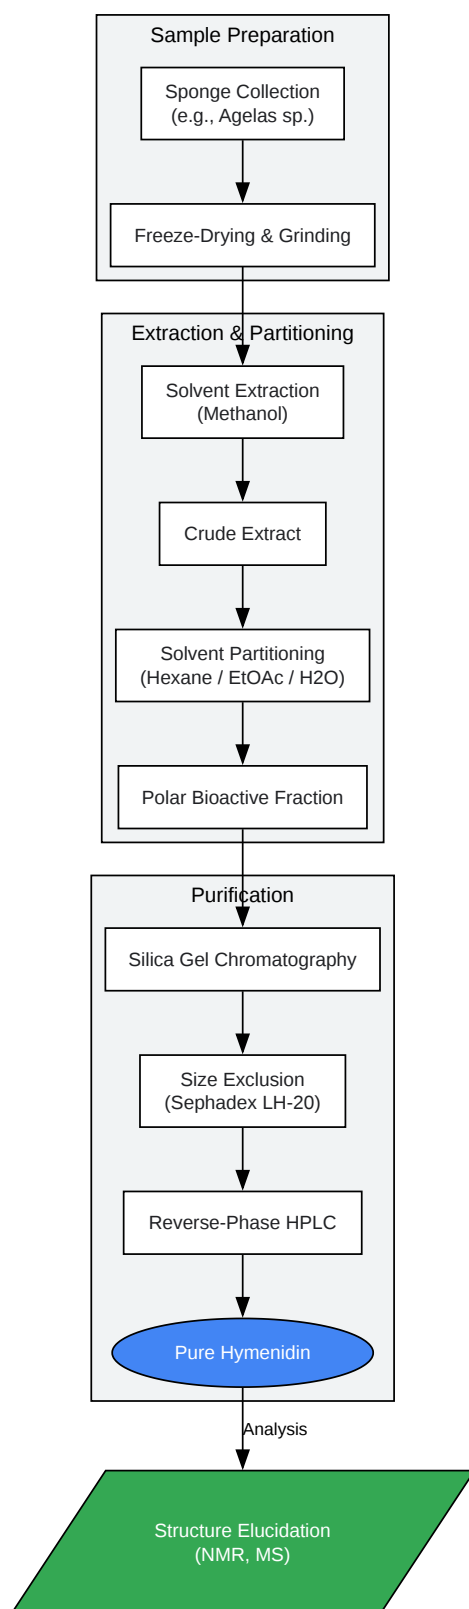 Sample Preparation
Sponge Collection
(e.g., Agelas sp.)
Freeze-Drying & Grinding
Extraction & Partitioning
Solvent Extraction
(Methanol)
Crude Extract
Solvent Partitioning
(Hexane / EtOAc / H2O)
Polar Bioactive Fraction
Purification
Silica Gel Chromatography
Size Exclusion
(Sephadex LH-20)
Reverse-Phase HPLC
Pure Hymenidin
Analysis
Structure Elucidation
(NMR, MS)